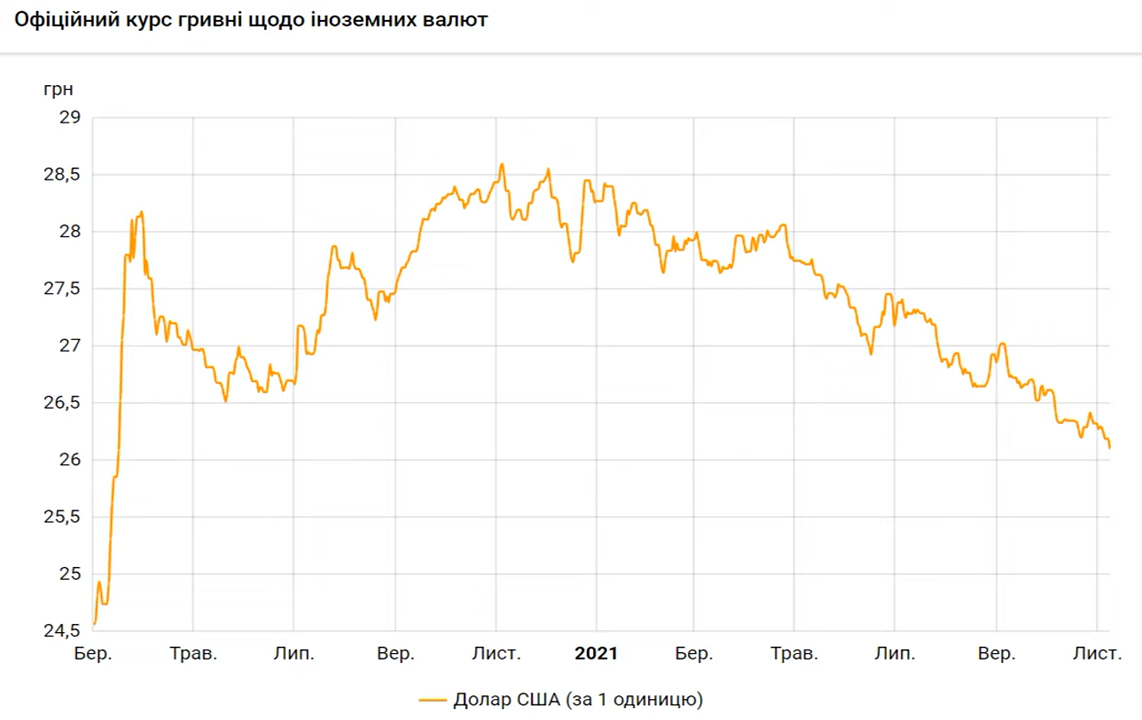 Офіційний курс гривні щодо іноземних валют
грн
29
28,5
28
27,5
27
26,5
26
25,5
25
24,5
Бер. Трав. Лип. Вер. Лист. 2021 Бер. Трав. Лип. Вер. Лист.
Долар США (за 1 одиницю)